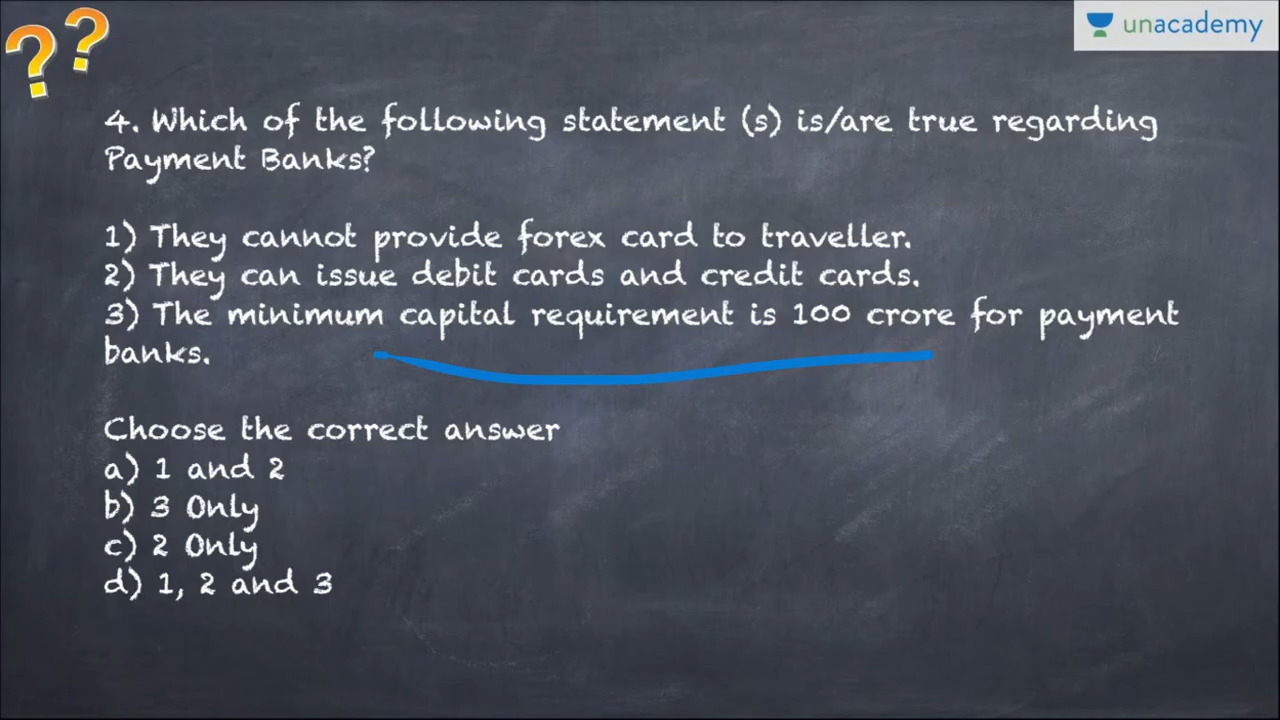 ??
unacademy
4. Which of the following statement (s) is/are true regarding
Payment Banks?
1) They cannot provide forex card to traveller.
2) They can issue debit cards and credit cards.
3) The minimum capital requirement is 100 crore for payment
banks.
Choose the correct answer
a) 1 and 2
b) 3 Only
c) 2 Only
d) 1, 2 and 3